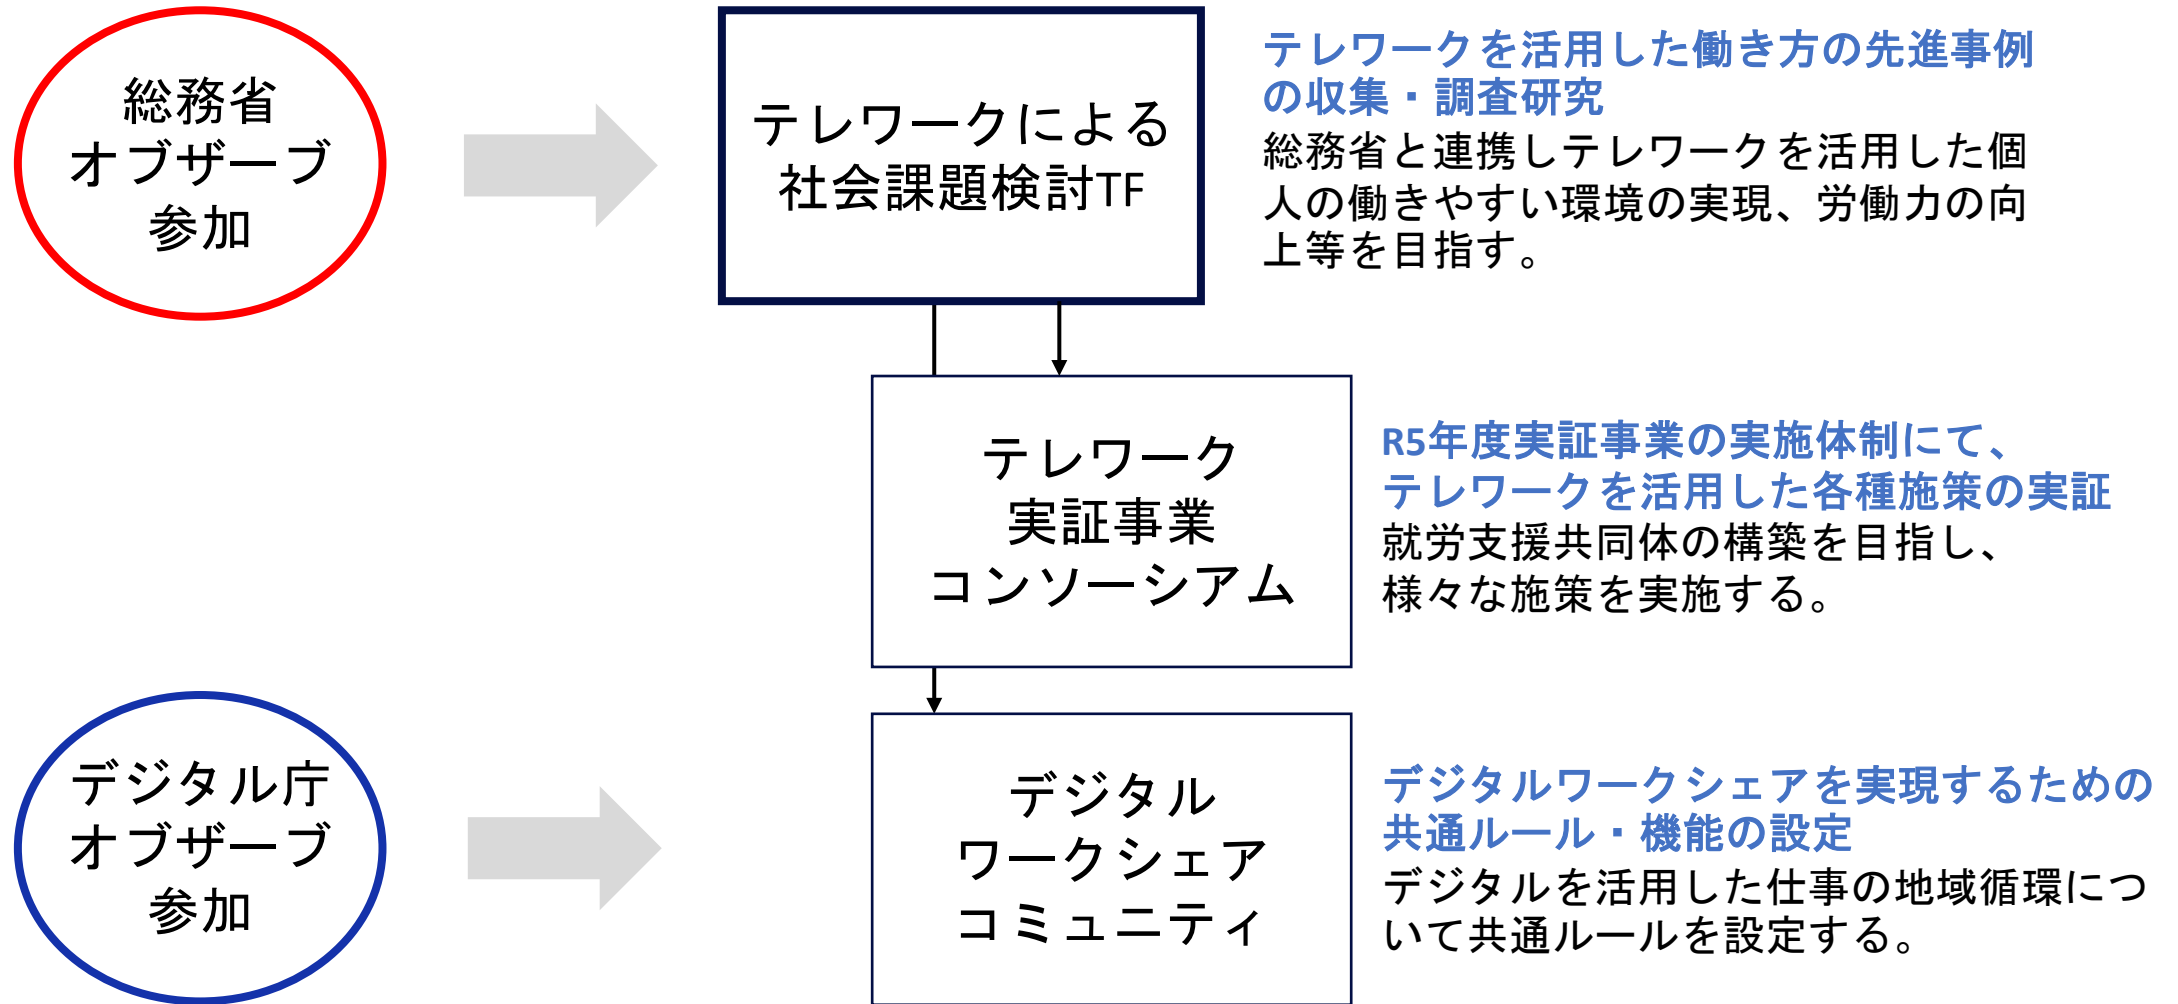 総務省
オブザーブ
参加
テレワークによる
社会課題検討TF
テレワークを活用した働き方の先進事例
の収集・調査研究
総務省と連携しテレワークを活用した個
人の働きやすい環境の実現、労働力の向
上等を目指す。
テレワーク
実証事業
コンソーシアム
R5年度実証事業の実施体制にて、
テレワークを活用した各種施策の実証
就労支援共同体の構築を目指し、
様々な施策を実施する。
デジタル庁
オブザーブ
参加
デジタル
ワークシェア
コミュニティ
デジタルワークシェアを実現するための
共通ルール・機能の設定
デジタルを活用した仕事の地域循環につ
いて共通ルールを設定する。